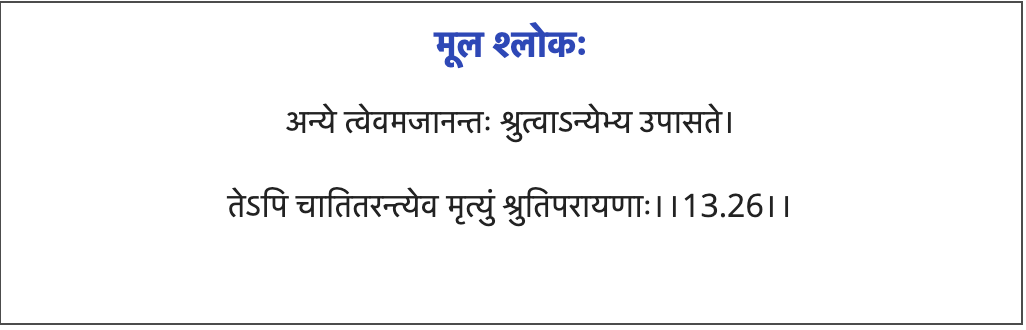 मूल श्लोकः
अन्ये त्वेवमजानन्तः श्रुत्वाऽन्येभ्य उपासते।
तेऽपि चातितरन्त्येव मृत्युं श्रुतिपरायणाः।।13.26।।